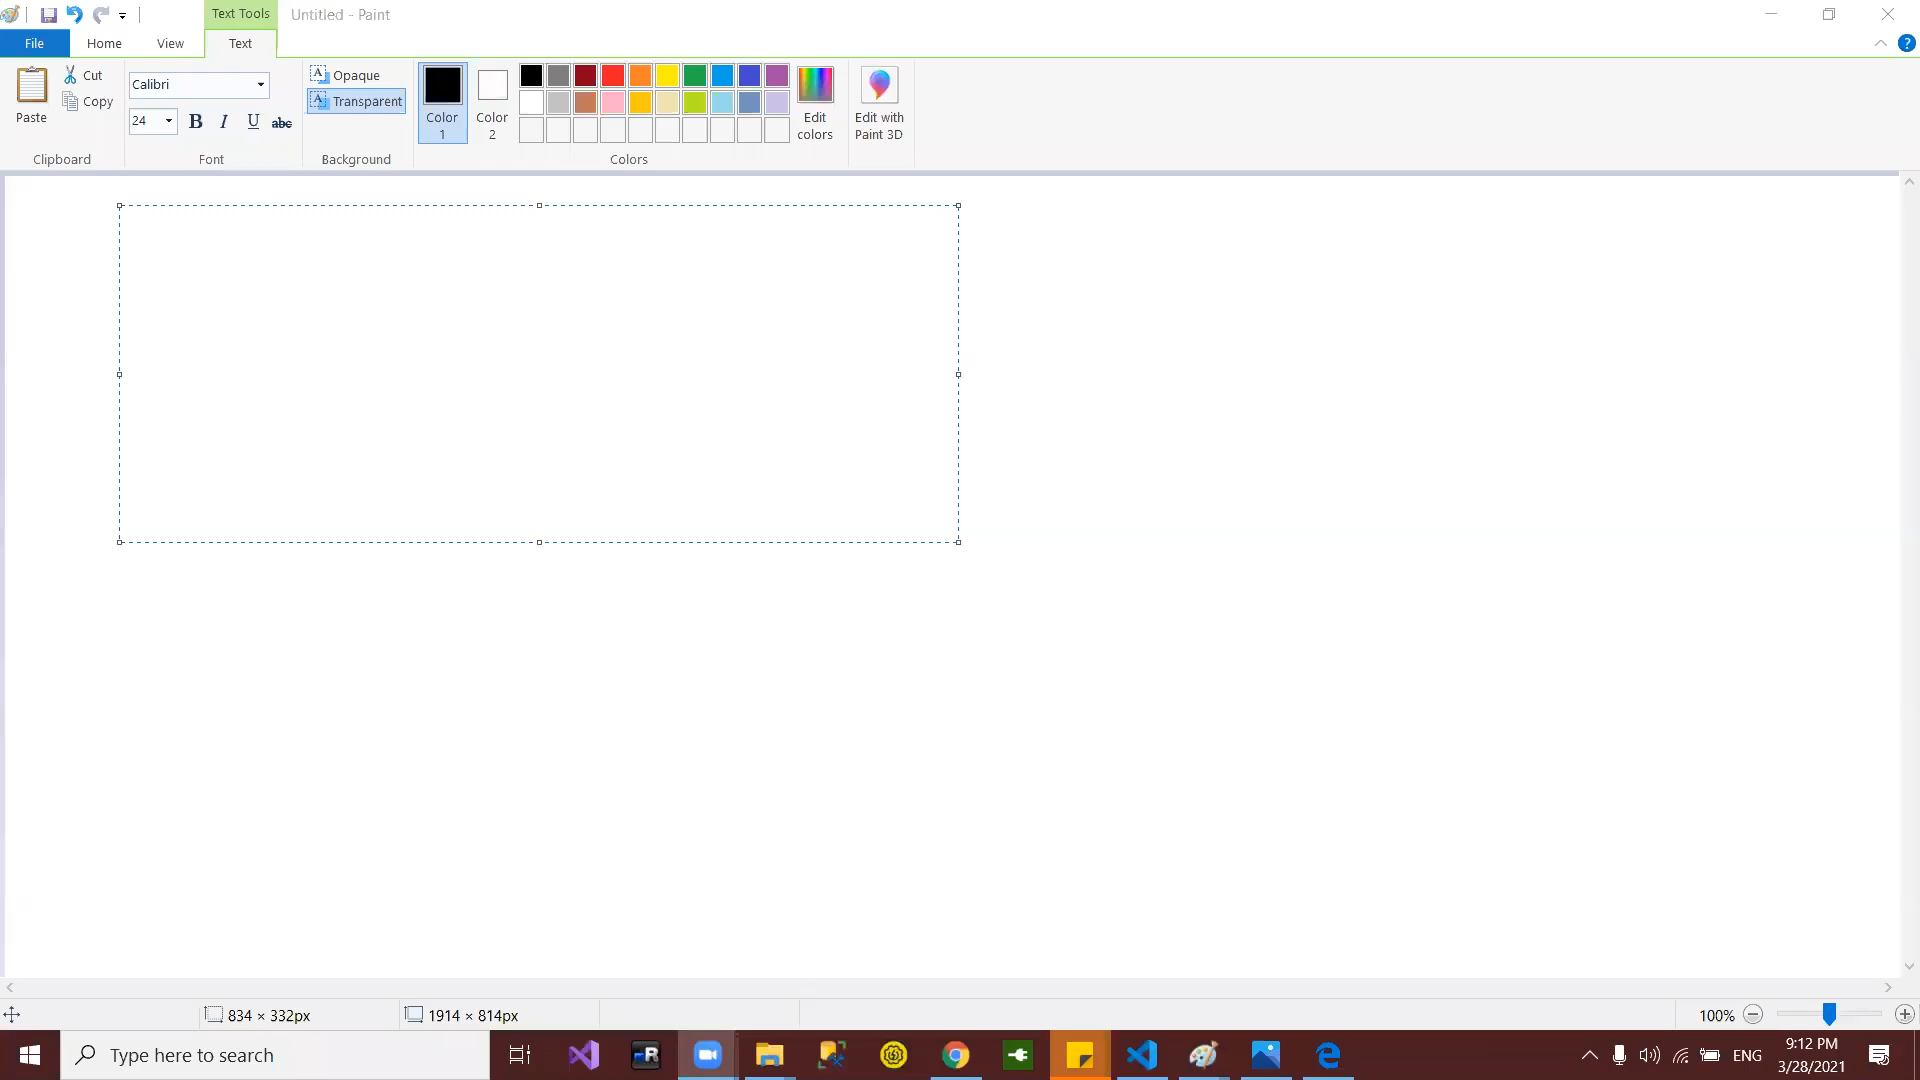 Text Tools
Untitled - Paint
File
Home
View
Text
?
Paste
Cut
Copy
Clipboard
Calibri
24
B
I
U
abc
Font
A Opaque
A Transparent
Background
Color
1
Color
2
Edit
colors
Colors
Edit with
Paint 3D
834 × 332px
1914 × 814px
100%
Type here to search
R
ENG
9:12 PM
3/28/2021